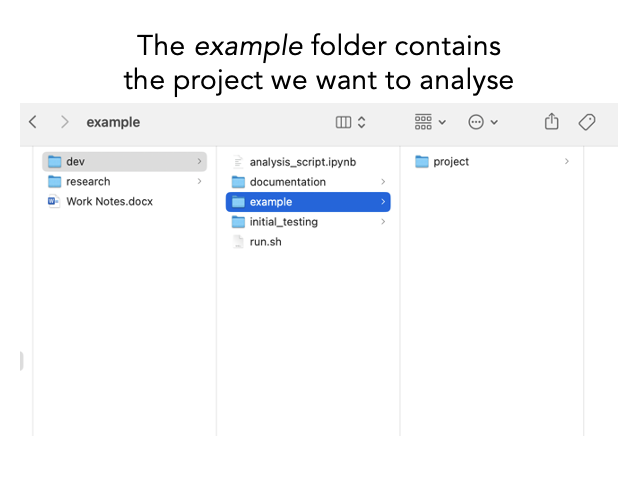 The example folder contains
the project we want to analyse
example
dev
research
Work Notes.docx
analysis_script.ipynb
documentation
example
initial_testing
run.sh
project